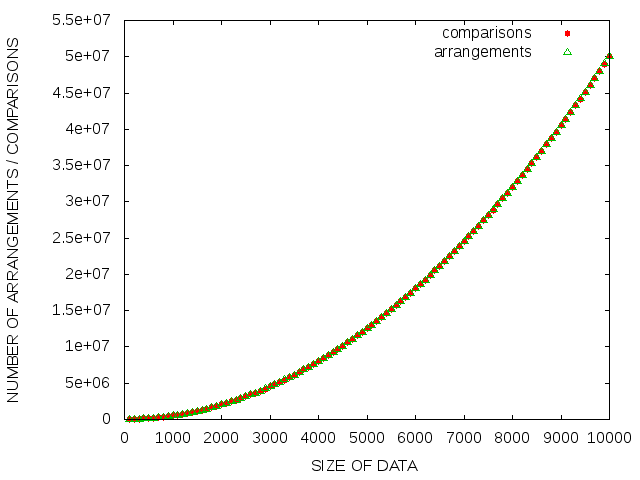 5.5e+07
5e+07
4.5e+07
4e+07
3.5e+07
3e+07
2.5e+07
2e+07
1.5e+07
1e+07
5e+06
0
0 1000 2000 3000 4000 5000 6000 7000 8000 9000 10000
SIZE OF DATA
NUMBER OF ARRANGEMENTS / COMPARISONS
comparisons
arrangements